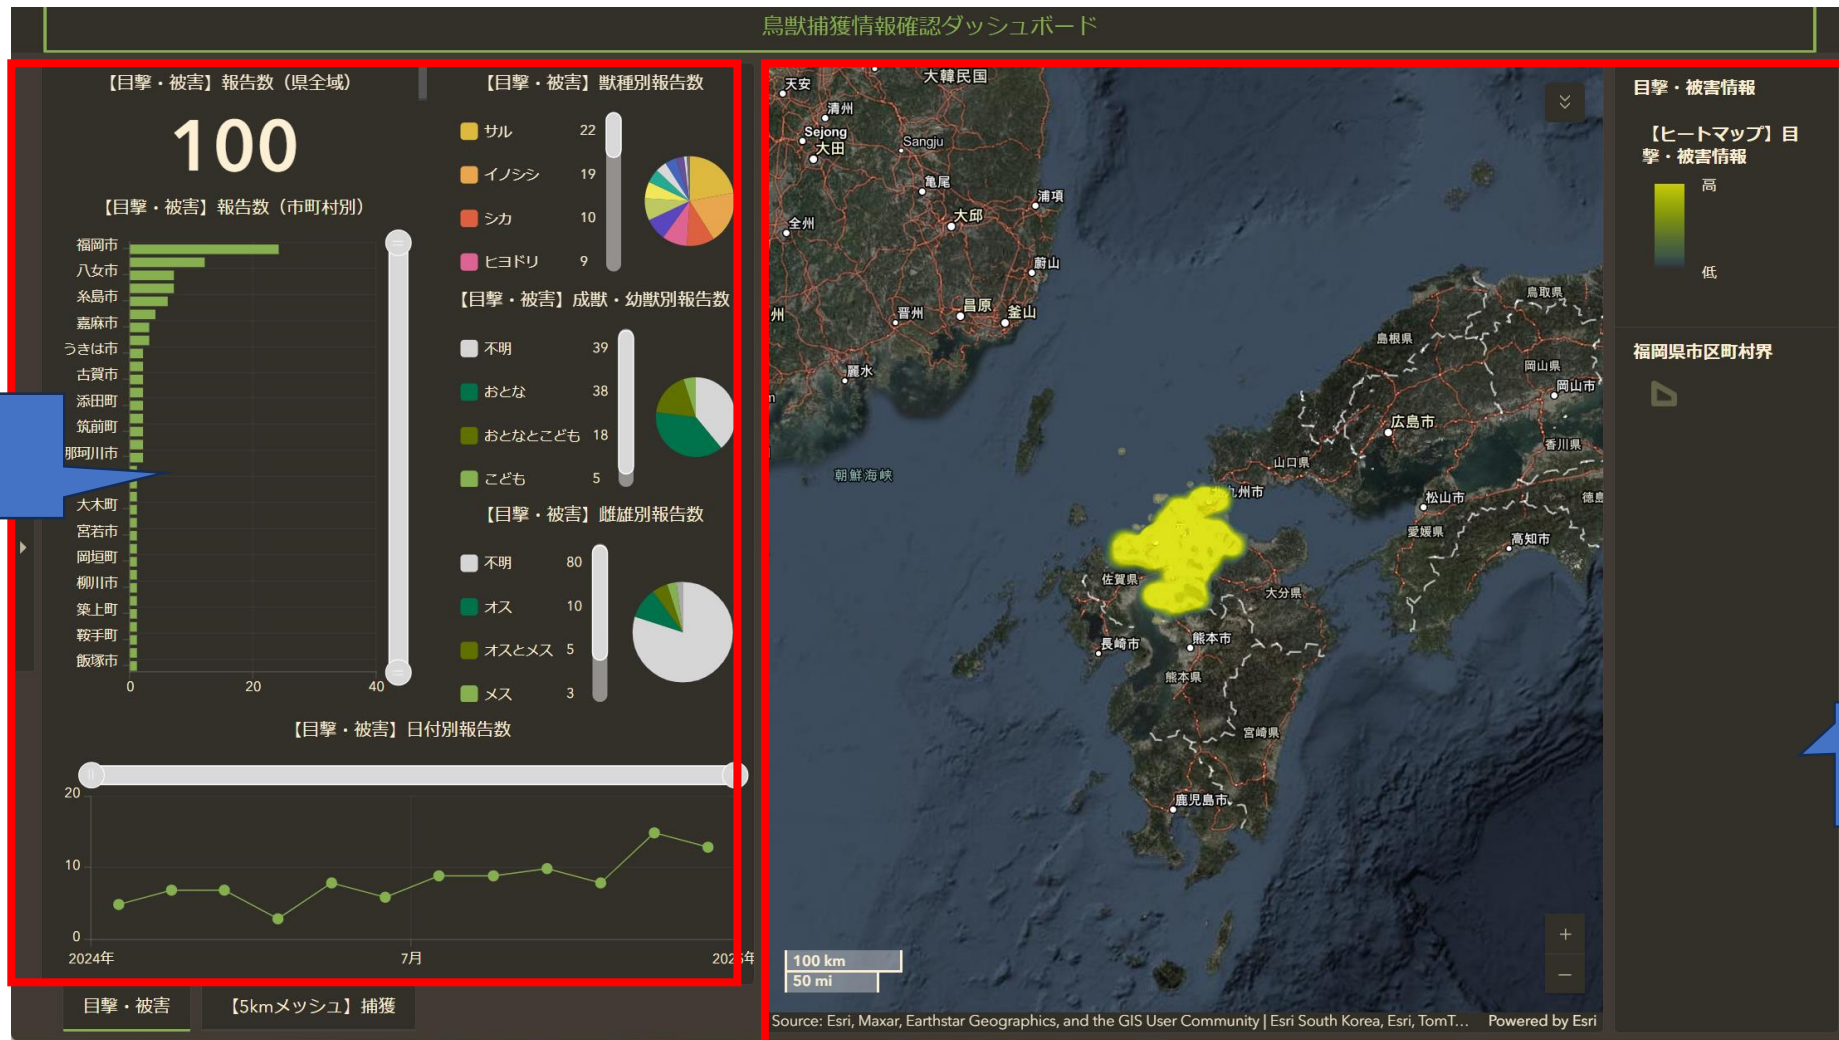 鳥獣捕獲情報確認ダッシュボード
【目撃・被害】報告数（県全域）
100
【目撃・被害】報告数（市町村別）
福岡市
八女市
糸島市
嘉麻市
うきは市
古賀市
添田町
筑前町
那珂川市
大木町
宮若市
岡垣町
柳川市
築上町
鞍手町
飯塚市
0 20 40
【目撃・被害】獣種別報告数
サル 22
イノシシ 19
シカ 10
ヒヨドリ 9
【目撃・被害】成獣・幼獣別報告数
不明 39
おとな 38
おとなとこども 18
こども 5
【目撃・被害】雌雄別報告数
不明 80
オス 10
オスとメス 5
メス 3
【目撃・被害】日付別報告数
20
10
0
2024年 7月 2025年
目撃・被害 【5kmメッシュ】捕獲
大韓民国
天安
清州
Sejong
Sangju
大田
亀尾
浦項
大邱
全州
蔚山
昌原
釜山
晋州
州
麗水
鳥取県
島根県
岡山県
岡山市
広島市
香川県
山口県
朝鮮海峡
九州市
松山市
徳島
愛媛県
高知市
佐賀県
大分県
長崎市
熊本市
熊本県
宮崎県
鹿児島市
100 km
50 mi
+
−
Source: Esri, Maxar, Earthstar Geographics, and the GIS User Community | Esri South Korea, Esri, TomT... Powered by Esri
目撃・被害情報
【ヒートマップ】目
撃・被害情報
高
低
福岡県市区町村界